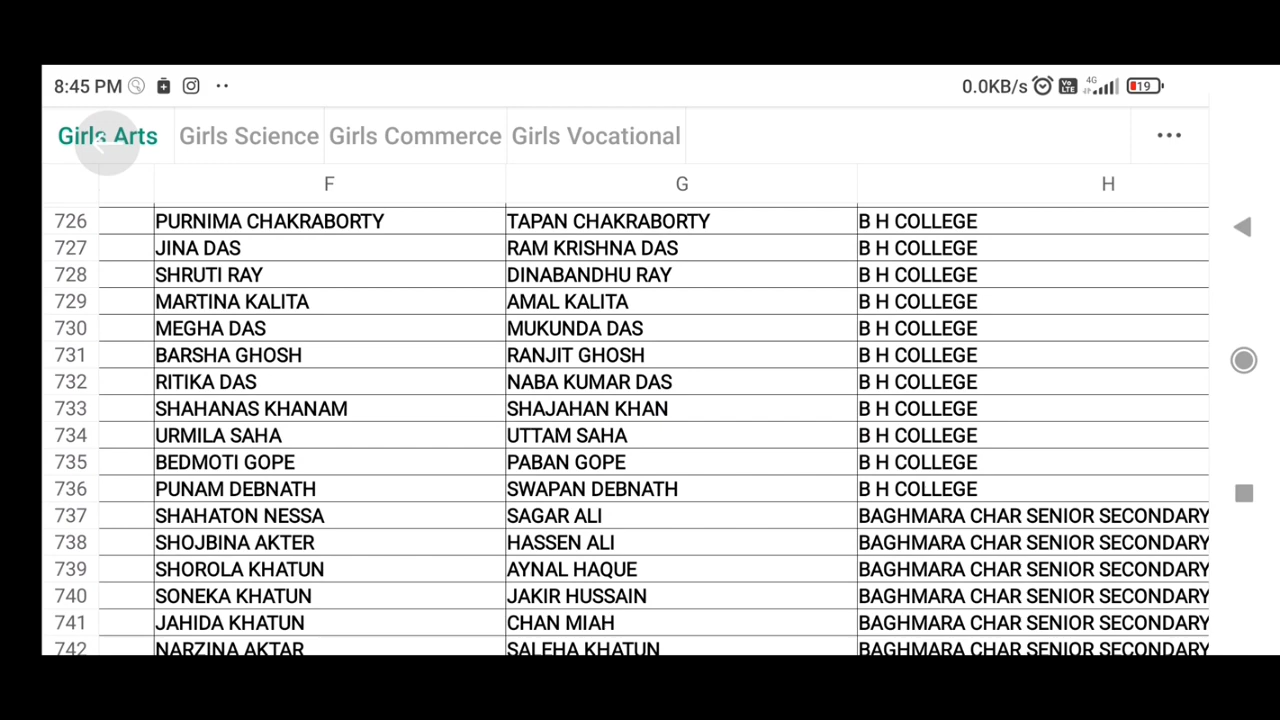 8:45 PM 0.0KB/s Vo LTE 4G 19
Girls Arts Girls Science Girls Commerce Girls Vocational
F G H
726 PURNIMA CHAKRABORTY TAPAN CHAKRABORTY B H COLLEGE
727 JINA DAS RAM KRISHNA DAS B H COLLEGE
728 SHRUTI RAY DINABANDHU RAY B H COLLEGE
729 MARTINA KALITA AMAL KALITA B H COLLEGE
730 MEGHA DAS MUKUNDA DAS B H COLLEGE
731 BARSHA GHOSH RANJIT GHOSH B H COLLEGE
732 RITIKA DAS NABA KUMAR DAS B H COLLEGE
733 SHAHANAS KHANAM SHAJAHAN KHAN B H COLLEGE
734 URMILA SAHA UTTAM SAHA B H COLLEGE
735 BEDMOTI GOPE PABAN GOPE B H COLLEGE
736 PUNAM DEBNATH SWAPAN DEBNATH B H COLLEGE
737 SHAHATON NESSA SAGAR ALI BAGHMARA CHAR SENIOR SECONDARY
738 SHOJBINA AKTER HASSEN ALI BAGHMARA CHAR SENIOR SECONDARY
739 SHOROLA KHATUN AYNAL HAQUE BAGHMARA CHAR SENIOR SECONDARY
740 SONEKA KHATUN JAKIR HUSSAIN BAGHMARA CHAR SENIOR SECONDARY
741 JAHIDA KHATUN CHAN MIAH BAGHMARA CHAR SENIOR SECONDARY
742 NARZINA AKTAR SALEHA KHATUN BAGHMARA CHAR SENIOR SECONDARY